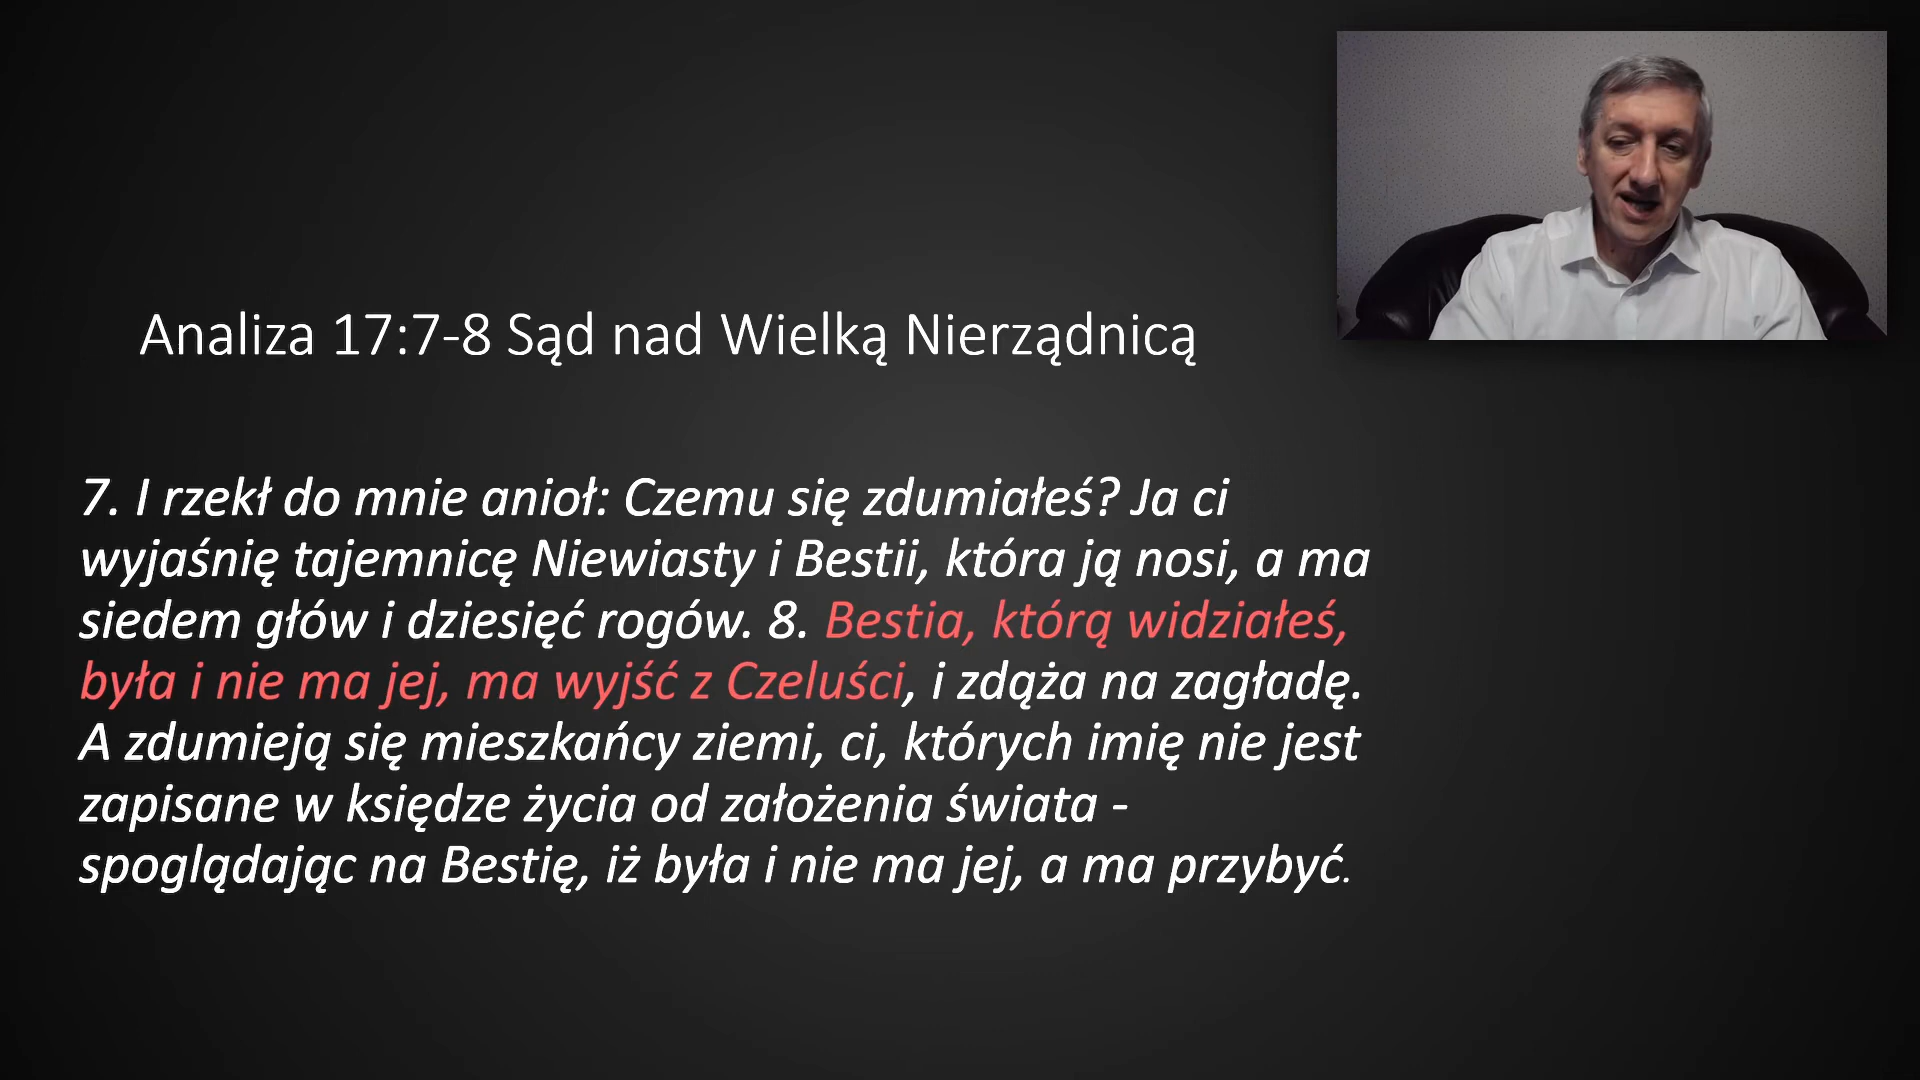 Analiza 17:7-8 Sąd nad Wielką Nierządnicą
7. I rzekł do mnie anioł: Czemu się zdumiałeś? Ja ci
wyjaśnię tajemnicę Niewiasty i Bestii, która ją nosi, a ma
siedem głów i dziesięć rogów. 8. Bestia, którą widziałeś,
była i nie ma jej, ma wyjść z Czeluści, i zdąża na zagładę.
A zdumieją się mieszkańcy ziemi, ci, których imię nie jest
zapisane w księdze życia od założenia świata -
spoglądając na Bestię, iż była i nie ma jej, a ma przybyć.